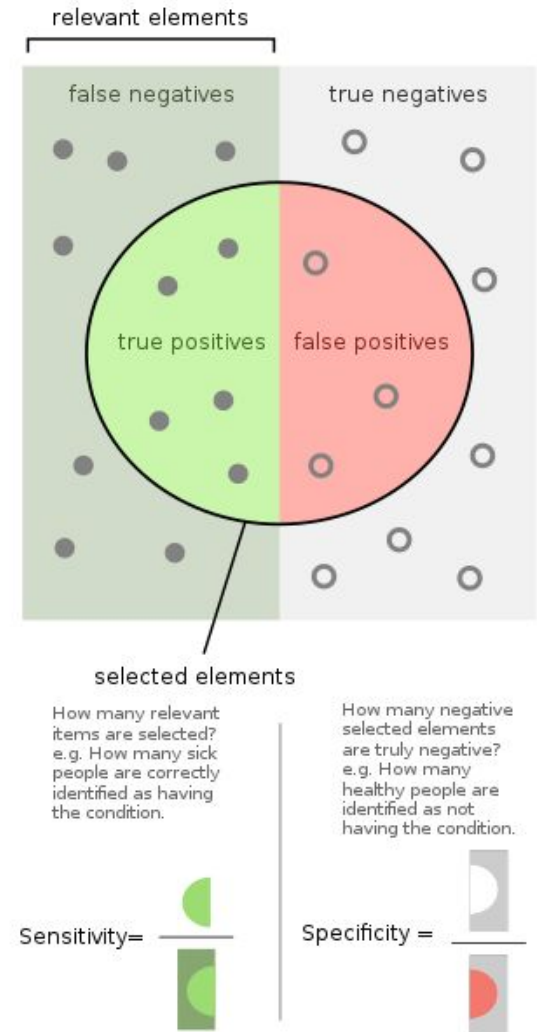 relevant elements
false negatives
true negatives
true positives
false positives
selected elements
How many relevant
items are selected?
e.g. How many sick
people are correctly
identified as having
the condition.
How many negative
selected elements
are truly negative?
e.g. How many
healthy people are
identified as not
having the condition.
Sensitivity=
Specificity =